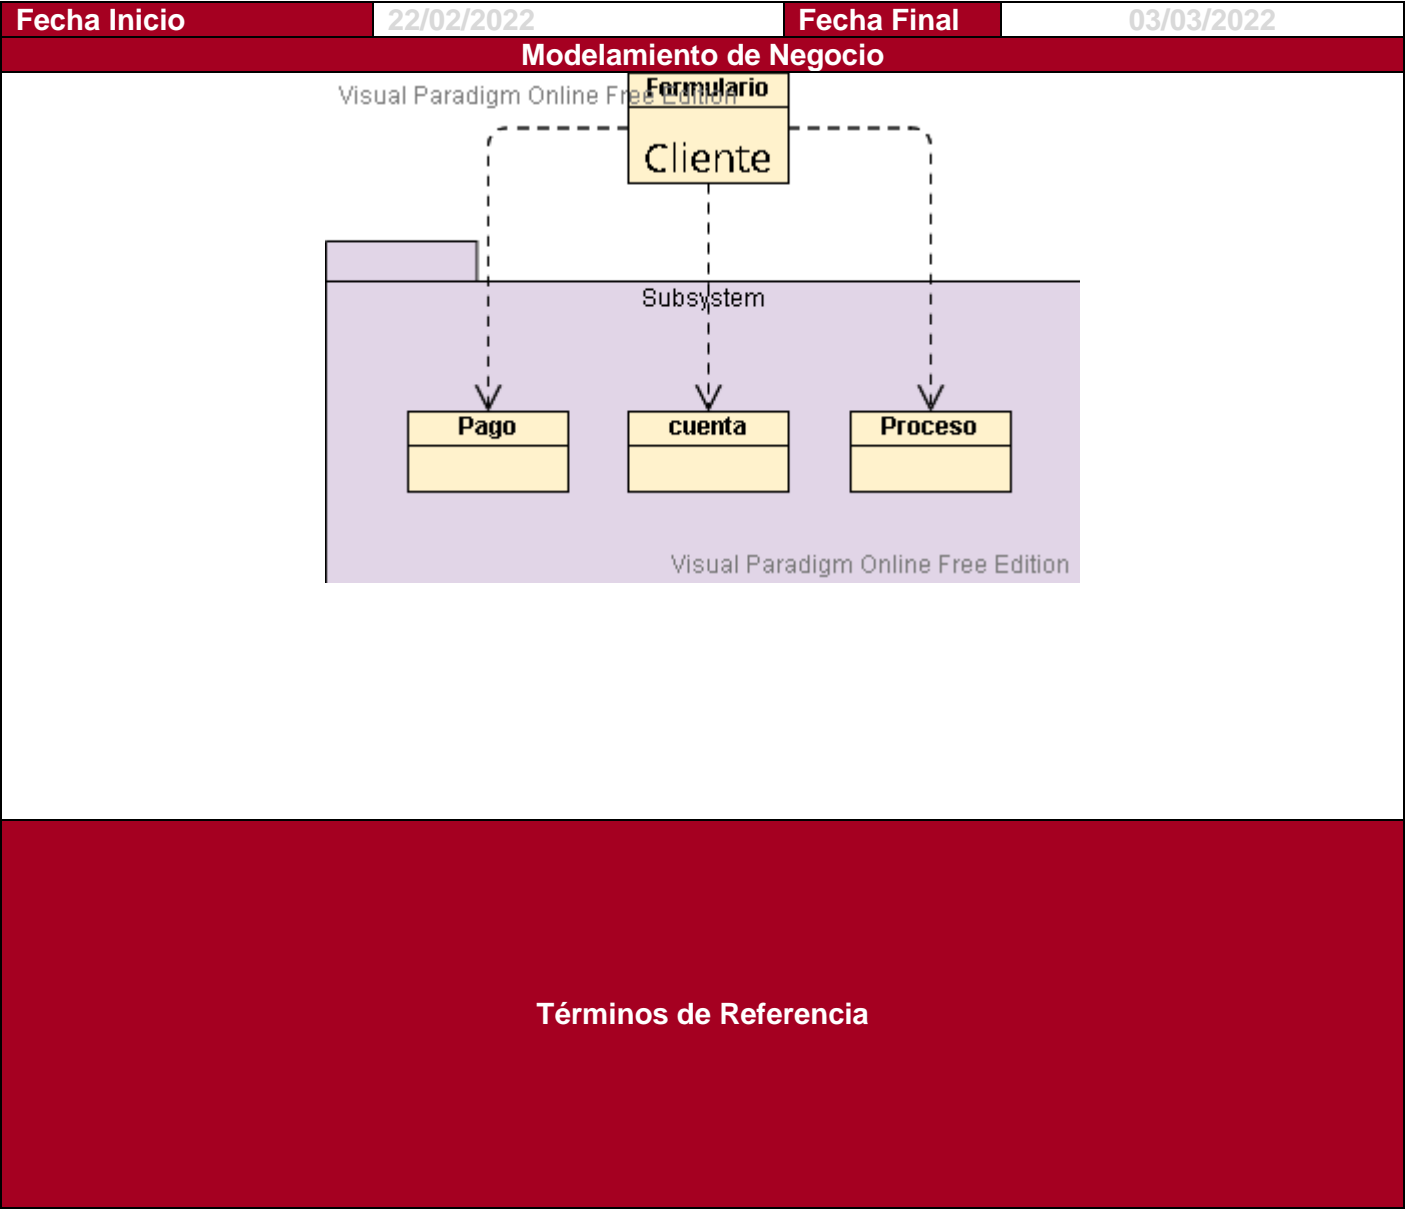 Fecha Inicio 22/02/2022 Fecha Final 03/03/2022
Modelamiento de Negocio
Visual Paradigm Online Free Edition
Formulario
Cliente
Subsystem
Pago cuenta Proceso
Visual Paradigm Online Free Edition
Términos de Referencia